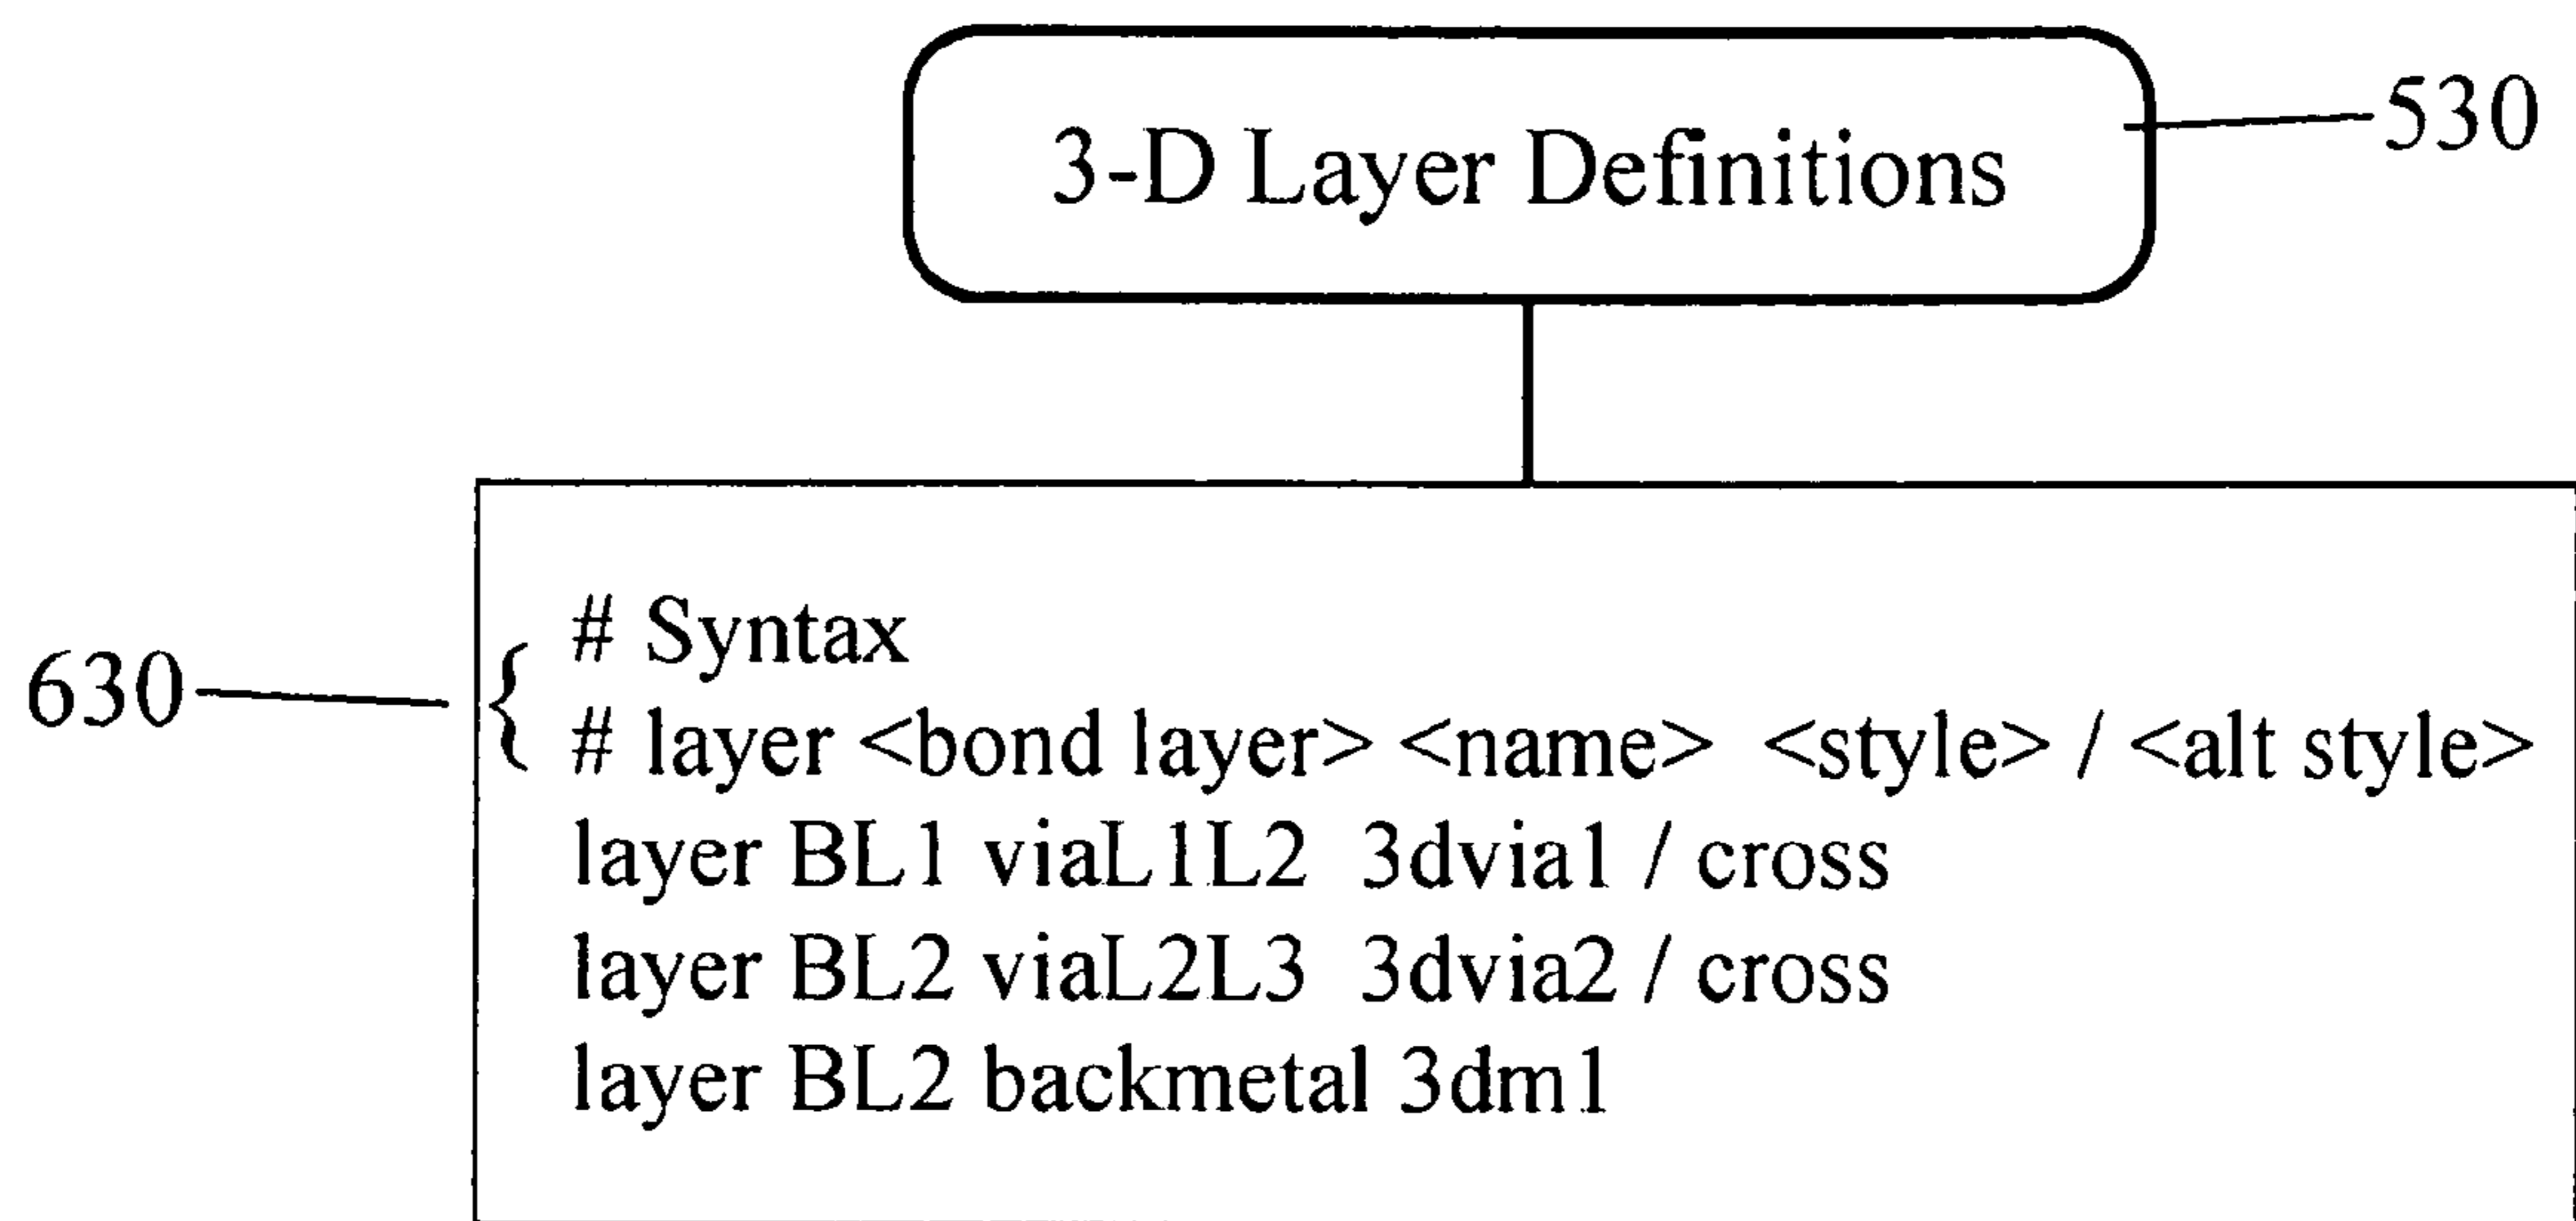 3-D Layer Definitions
530
630
{
# Syntax
# layer <bond layer> <name> <style> / <alt style>
layer BL1 viaL1L2 3dvia1 / cross
layer BL2 viaL2L3 3dvia2 / cross
layer BL2 backmetal 3dm1